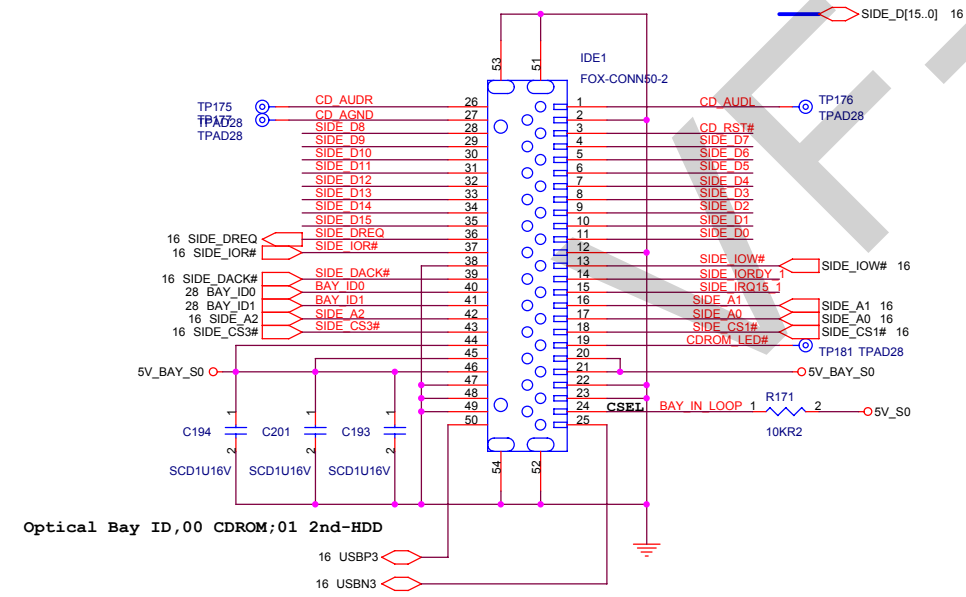 SIDE_D[15..0] 16
53
51
IDE1
FOX-CONN50-2
TP175
TPAD28
CD_AUDR
26
1
CD_AUDL
TP176
TPAD28
TP177
TPAD28
CD_AGND
27
2
SIDE_D8
28
3
CD_RST#
SIDE_D9
29
4
SIDE_D7
SIDE_D10
30
5
SIDE_D6
SIDE_D11
31
6
SIDE_D5
SIDE_D12
32
7
SIDE_D4
SIDE_D13
33
8
SIDE_D3
SIDE_D14
34
9
SIDE_D2
SIDE_D15
35
10
SIDE_D1
16 SIDE_DREQ
SIDE_DREQ
36
11
SIDE_D0
16 SIDE_IOR#
SIDE_IOR#
37
12
38
13
SIDE_IOW#
SIDE_IOW# 16
16 SIDE_DACK#
SIDE_DACK#
39
14
SIDE_IORDY_1
28 BAY_ID0
BAY_ID0
40
15
SIDE_IRQ15_1
28 BAY_ID1
BAY_ID1
41
16
SIDE_A1
SIDE_A1 16
16 SIDE_A2
SIDE_A2
42
17
SIDE_A0
SIDE_A0 16
16 SIDE_CS3#
SIDE_CS3#
43
18
SIDE_CS1#
SIDE_CS1# 16
44
19
CDROM_LED#
TP181 TPAD28
45
20
5V_BAY_S0
46
21
5V_BAY_S0
47
22
48
23
49
24
CSEL
BAY_IN_LOOP
1
R171
2
5V_S0
10KR2
50
25
1
C194
2
SCD1U16V
1
C201
2
SCD1U16V
1
C193
2
SCD1U16V
54
52
Optical Bay ID,00 CDROM;01 2nd-HDD
16 USBP3
16 USBN3